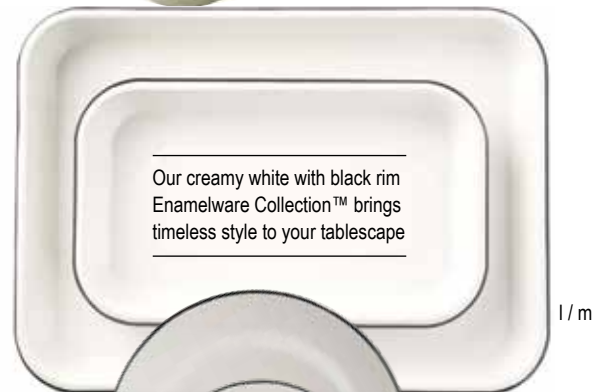 Our creamy white with black rim
Enamelware Collection™ brings
timeless style to your tablescape
l / m